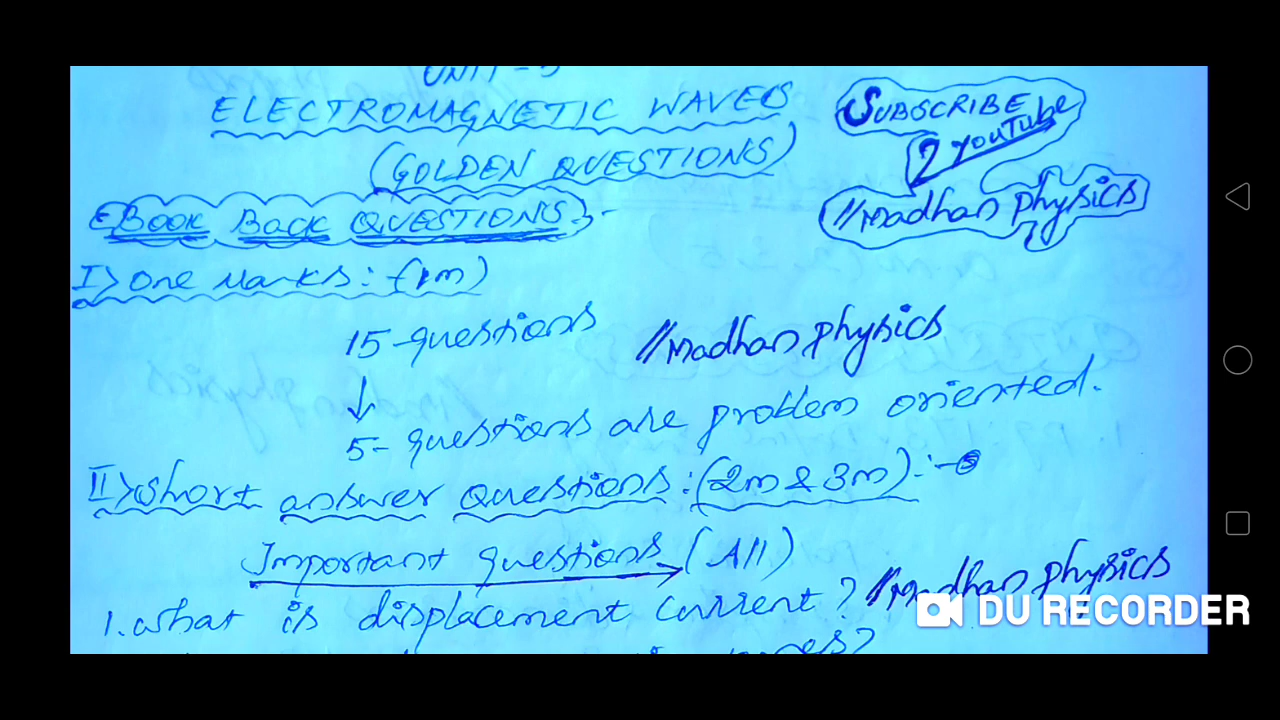 UNIT - 5
ELECTROMAGNETIC WAVES
(GOLDEN QUESTIONS)
SUBSCRIBE
2 YouTube
//Madhan physics
BOOK BACK QUESTIONS:-
I> One Marks: (1m)
15-questions
//Madhan physics
↓
5- questions are problem oriented.
II> Short answer questions: (2m & 3m):-
Important questions (All)
1. what is displacement current?
//Madhan physics
DU RECORDER